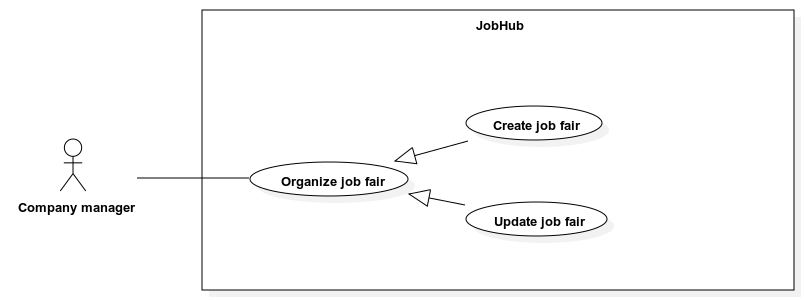 JobHub
Create job fair
Organize job fair
Company manager
Update job fair